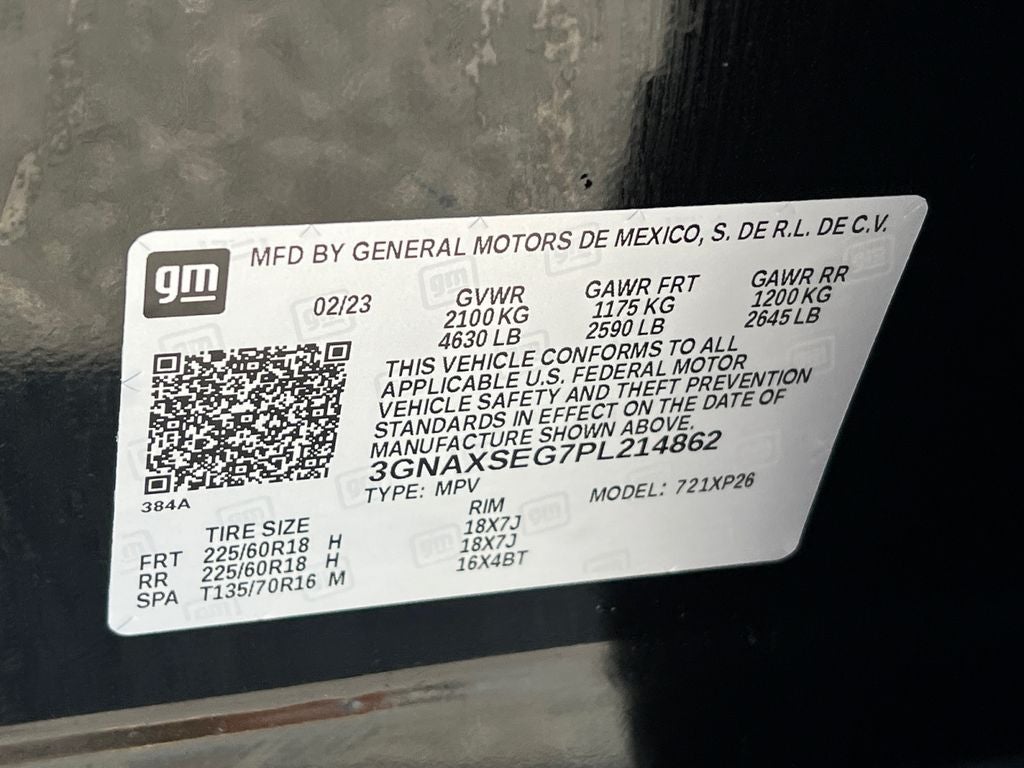 gm
MFD BY GENERAL MOTORS DE MEXICO, S. DE R.L. DE C.V.
02/23
GVWR
2100 KG
4630 LB
GAWR FRT
1175 KG
2590 LB
GAWR RR
1200 KG
2645 LB
THIS VEHICLE CONFORMS TO ALL
APPLICABLE U.S. FEDERAL MOTOR
VEHICLE SAFETY AND THEFT PREVENTION
STANDARDS IN EFFECT ON THE DATE OF
MANUFACTURE SHOWN ABOVE.
3GNAXSEG7PL214862
TYPE: MPV MODEL: 721XP26
384A
TIRE SIZE RIM
FRT 225/60R18 H 18X7J
RR 225/60R18 H 18X7J
SPA T135/70R16 M 16X4BT